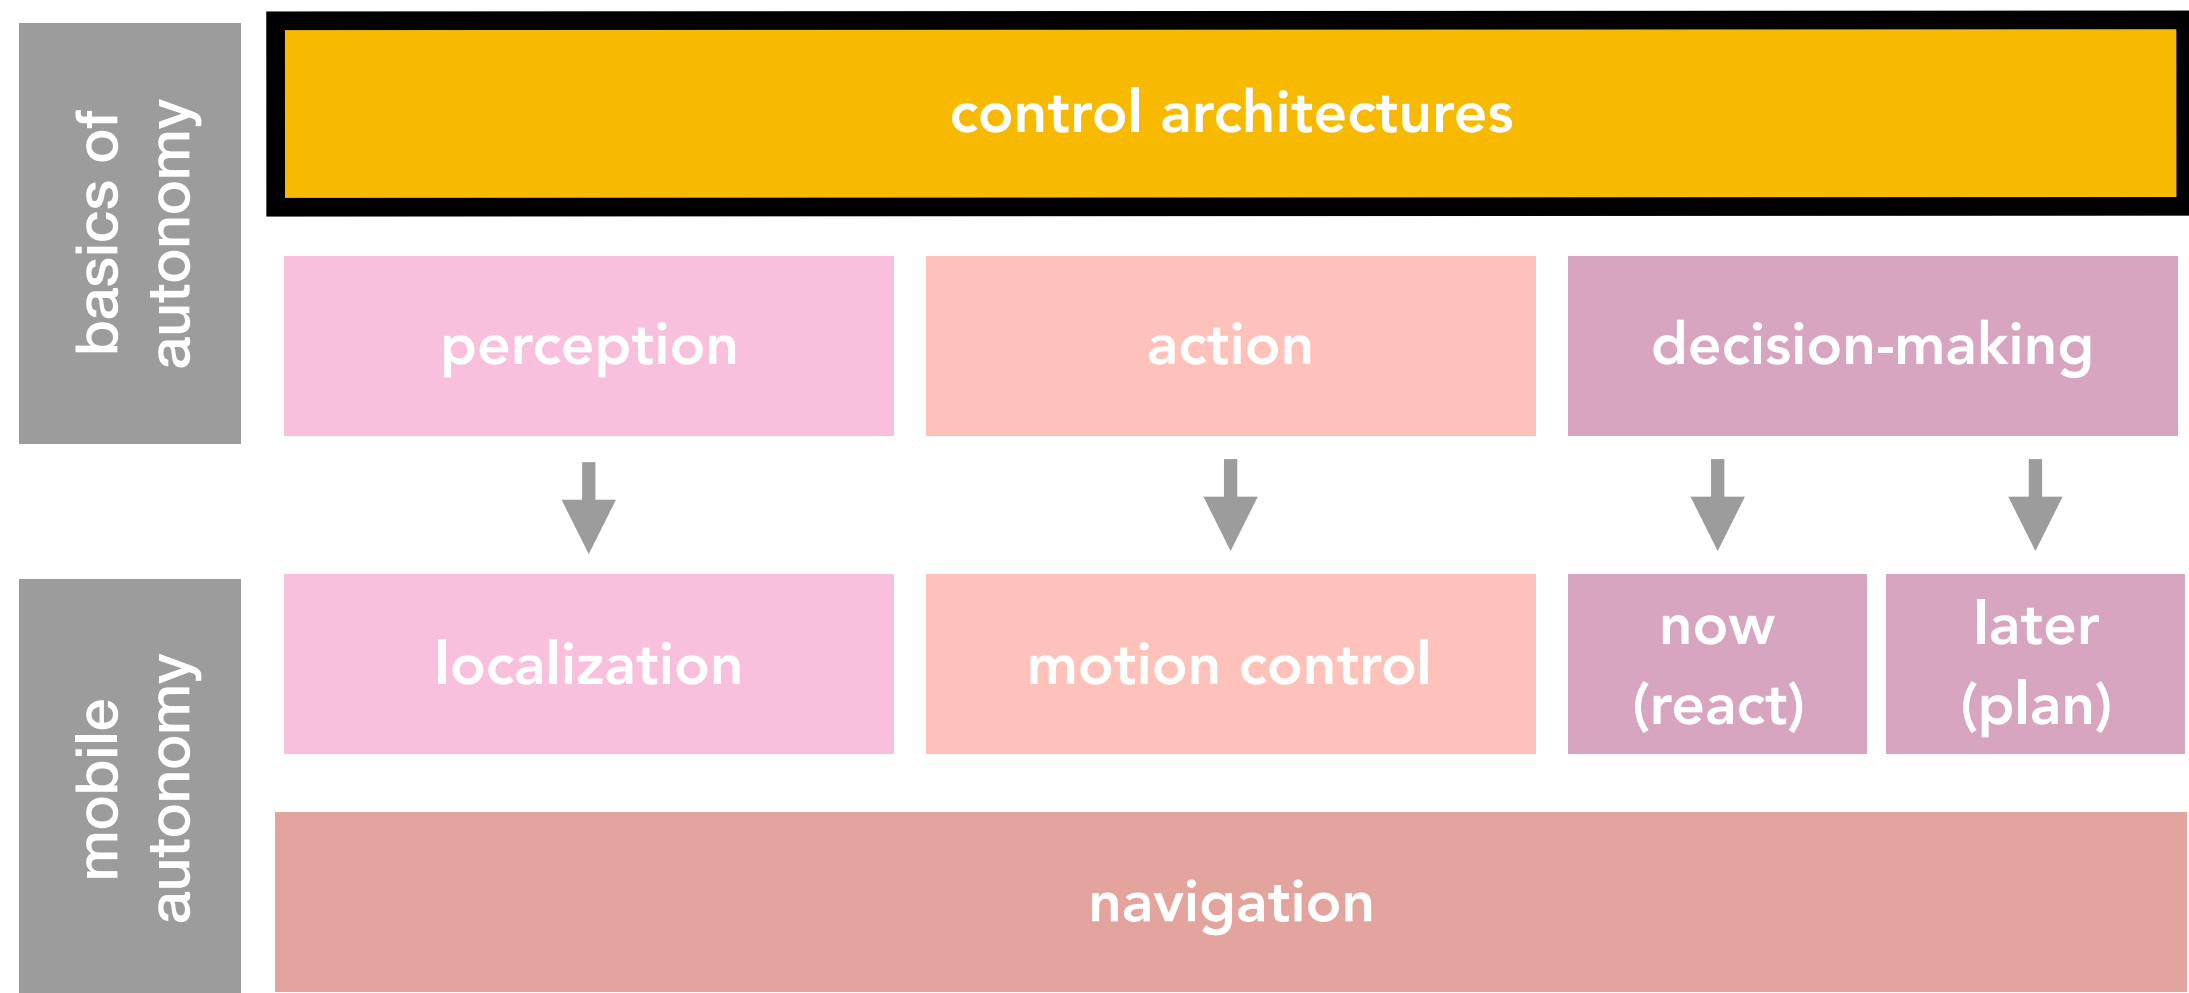 basics of
autonomy
control architectures
perception
action
decision-making
mobile
autonomy
localization
motion control
now
(react)
later
(plan)
navigation